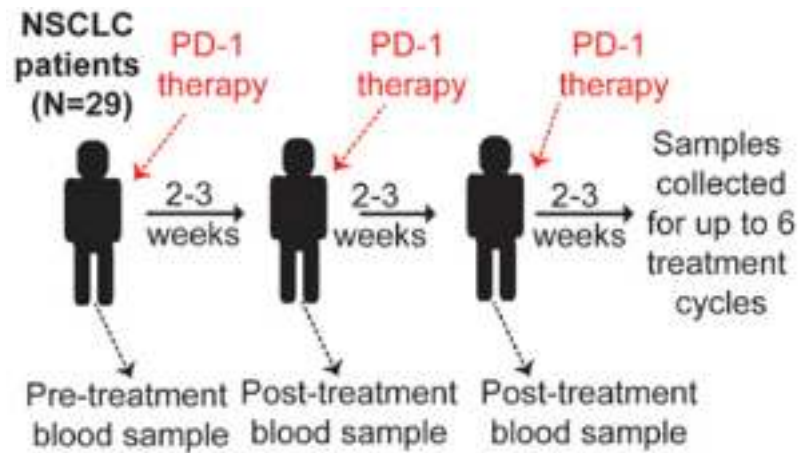 NSCLC
patients
(N=29)
PD-1
therapy
PD-1
therapy
PD-1
therapy
2-3
weeks
2-3
weeks
2-3
weeks
Samples
collected
for up to 6
treatment
cycles
Pre-treatment
blood sample
Post-treatment
blood sample
Post-treatment
blood sample